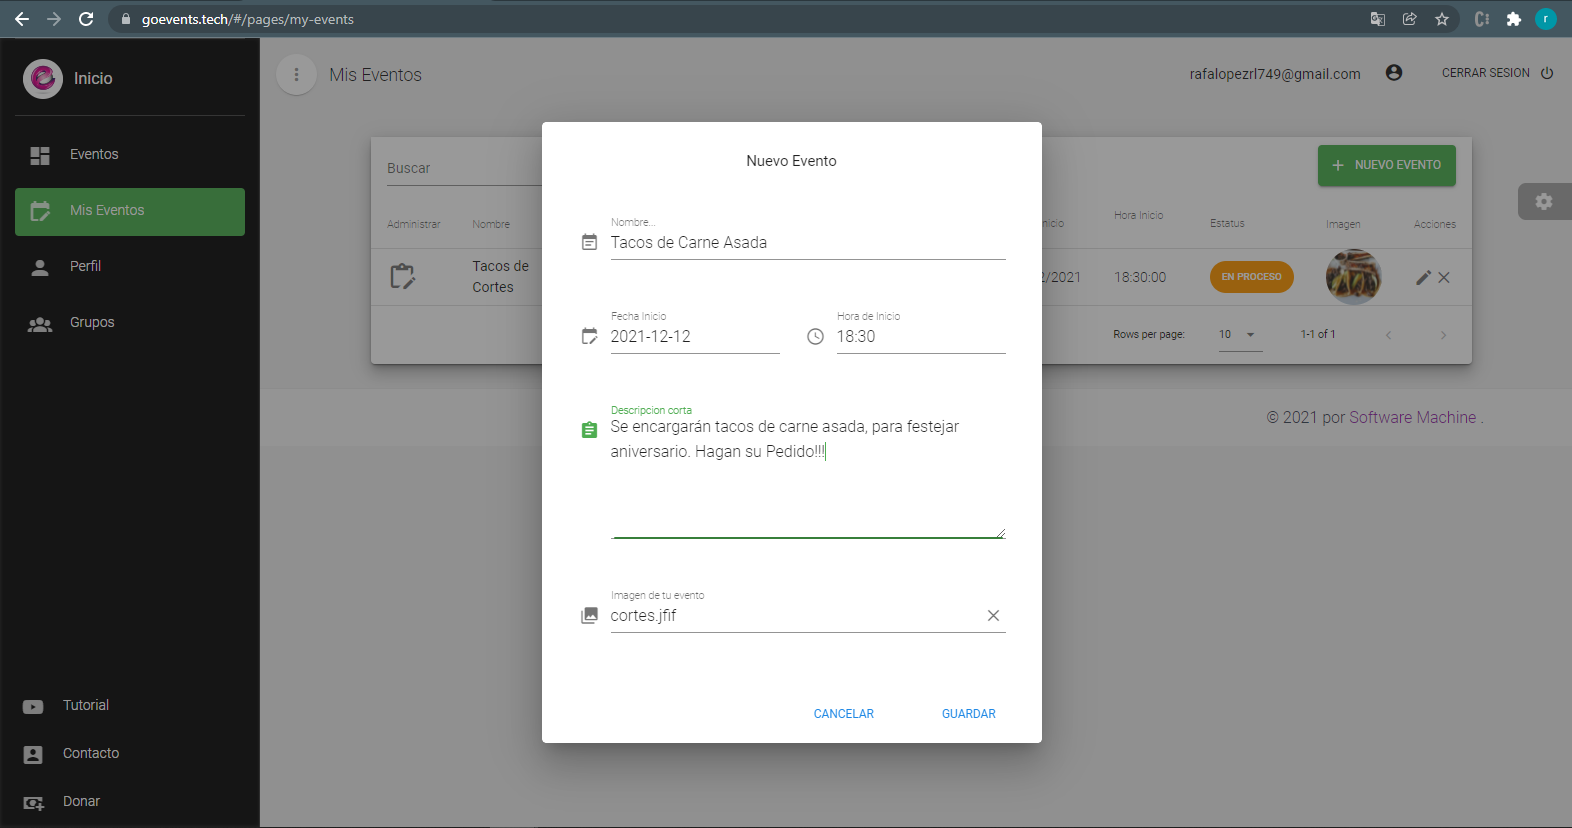 goevents.tech/#/pages/my-events
r
Inicio
Mis Eventos
rafalopezrl749@gmail.com
CERRAR SESION
Eventos
Mis Eventos
Perfil
Grupos
Tutorial
Contacto
Donar
Buscar
NUEVO EVENTO
Administrar
Nombre
nicio
Hora Inicio
Estatus
Imagen
Acciones
Tacos de
Cortes
2/2021
18:30:00
EN PROCESO
Rows per page:
10
1-1 of 1
© 2021 por Software Machine .
Nuevo Evento
Nombre...
Tacos de Carne Asada
Fecha Inicio
2021-12-12
Hora de Inicio
18:30
Descripcion corta
Se encargarán tacos de carne asada, para festejar
aniversario. Hagan su Pedido!!!
Imagen de tu evento
cortes.jfif
CANCELAR
GUARDAR